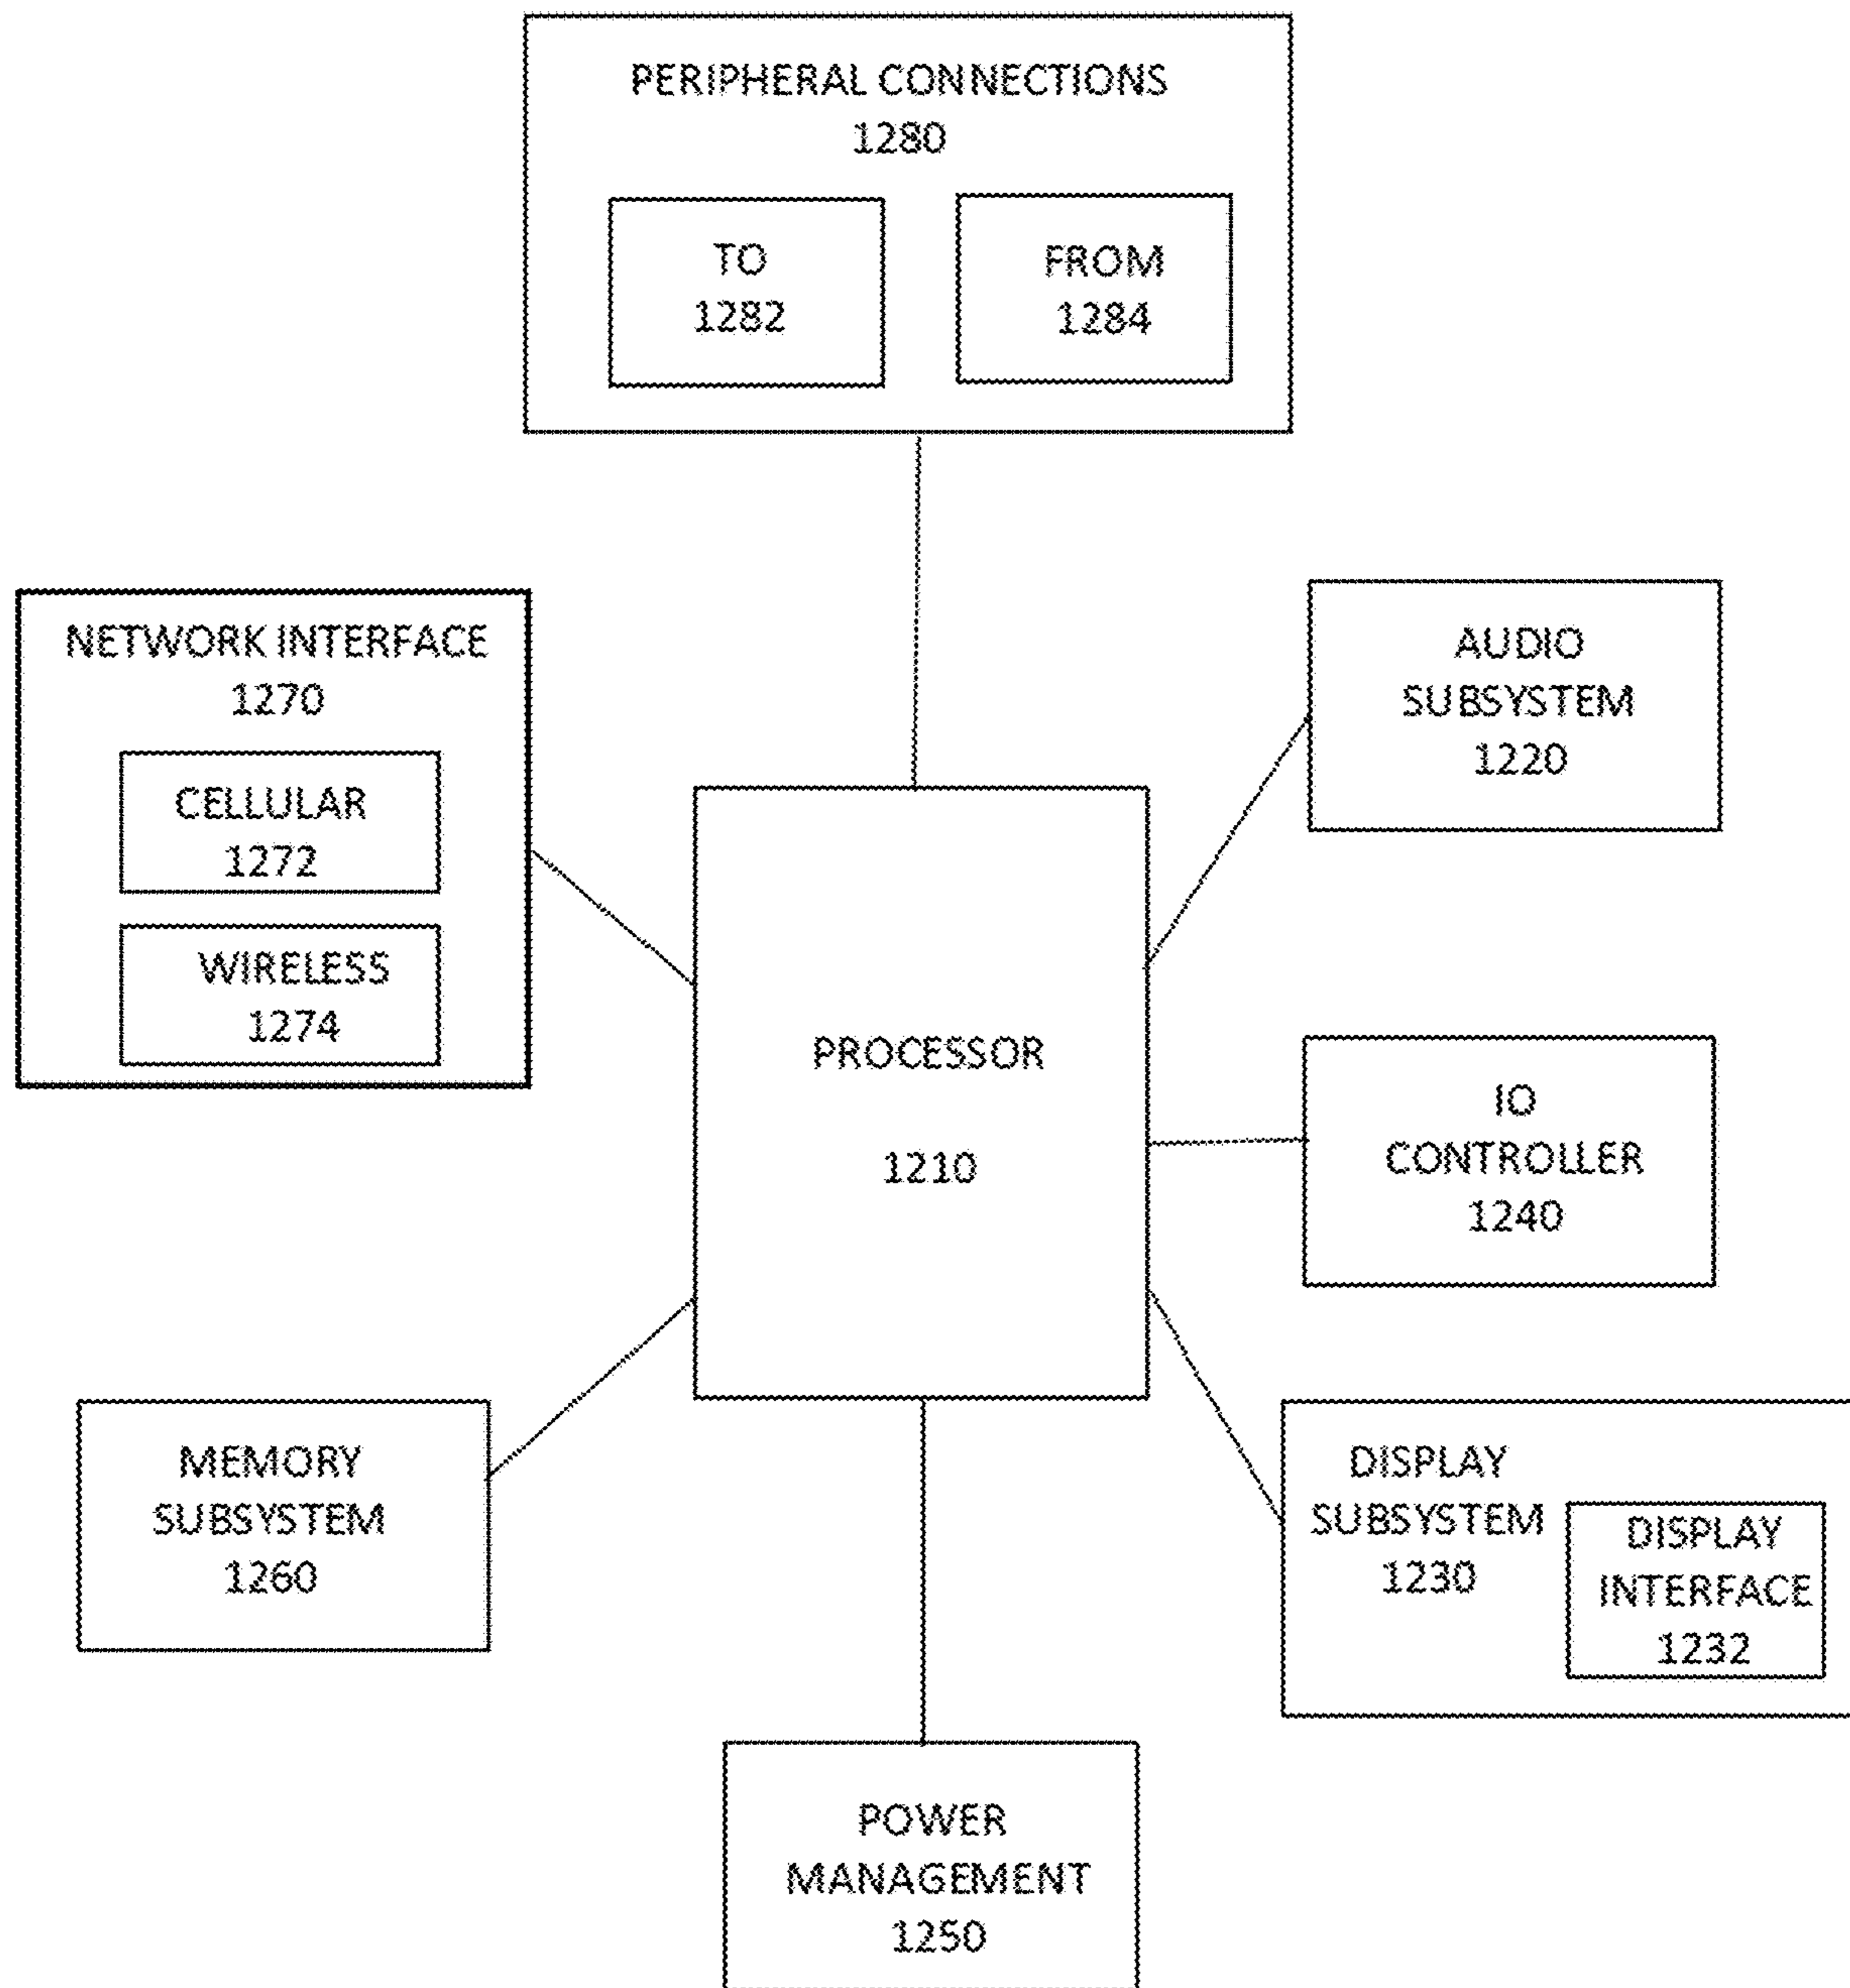 PERIPHERAL CONNECTIONS
1280
TO
1282
FROM
1284
NETWORK INTERFACE
1270
CELLULAR
1272
WIRELESS
1274
AUDIO
SUBSYSTEM
1220
PROCESSOR
1210
IO
CONTROLLER
1240
MEMORY
SUBSYSTEM
1260
DISPLAY
SUBSYSTEM
1230
DISPLAY
INTERFACE
1232
POWER
MANAGEMENT
1250